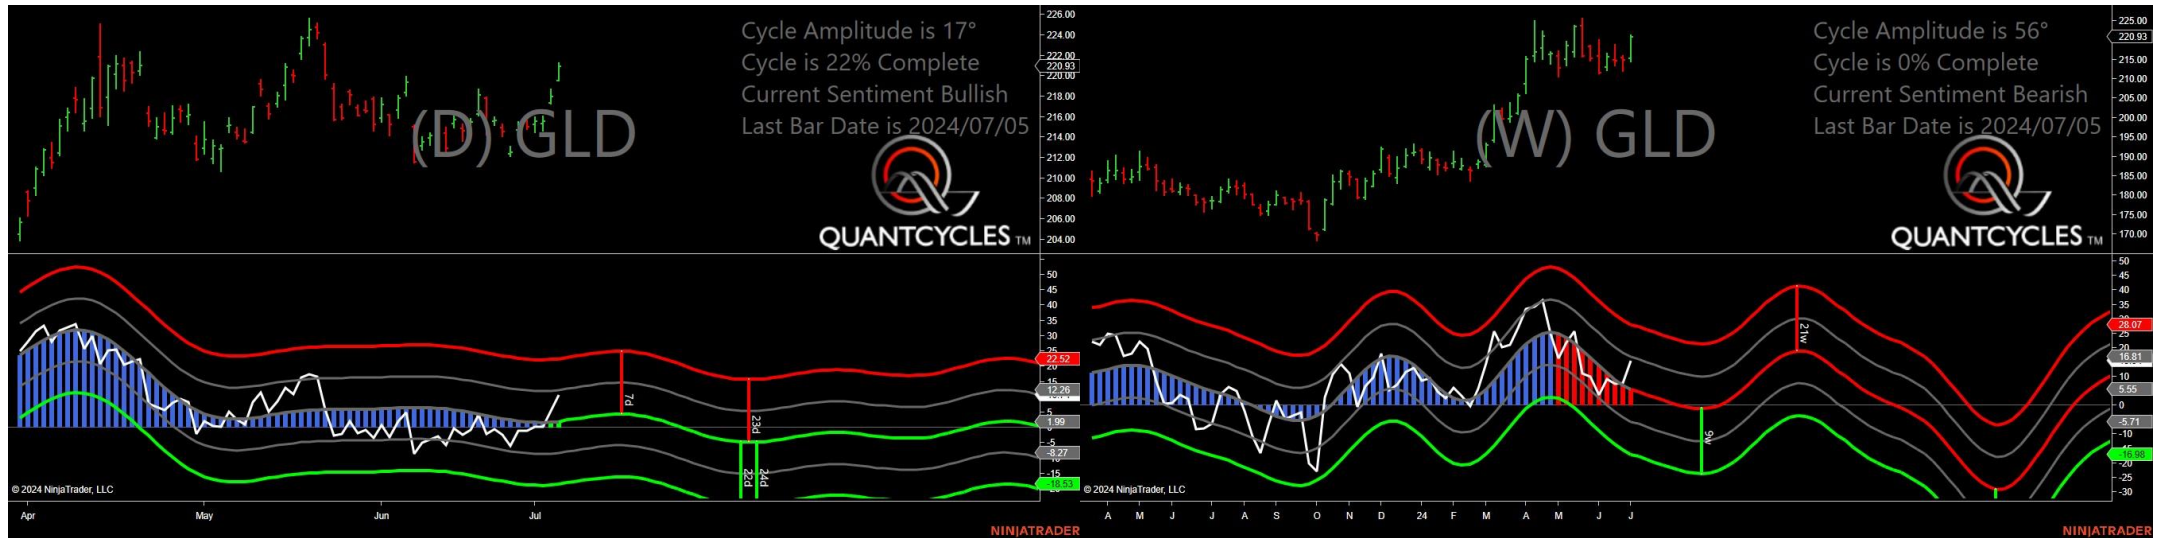 Cycle Amplitude is 17°
Cycle is 22% Complete
Current Sentiment Bullish
Last Bar Date is 2024/07/05
(D) GLD
QUANTCYCLES TM
226.00
224.00
222.00
220.93
220.00
218.00
216.00
214.00
212.00
210.00
208.00
206.00
204.00
50
45
40
35
30
25
22.52
20
15
12.26
5
1.99
-5
-8.27
-15
-18.53
7d
23d
22d
24d
© 2024 NinjaTrader, LLC
Apr May Jun Jul
NINJATRADER
Cycle Amplitude is 56°
Cycle is 0% Complete
Current Sentiment Bearish
Last Bar Date is 2024/07/05
(W) GLD
QUANTCYCLES TM
225.00
220.93
215.00
210.00
205.00
200.00
195.00
190.00
185.00
180.00
175.00
170.00
50
45
40
35
28.07
20
16.81
10
5.55
0
-5.71
-10
-16.98
-20
-25
-30
21w
9w
© 2024 NinjaTrader, LLC
A M J J A S O N D 24 F M A M J J
NINJATRADER